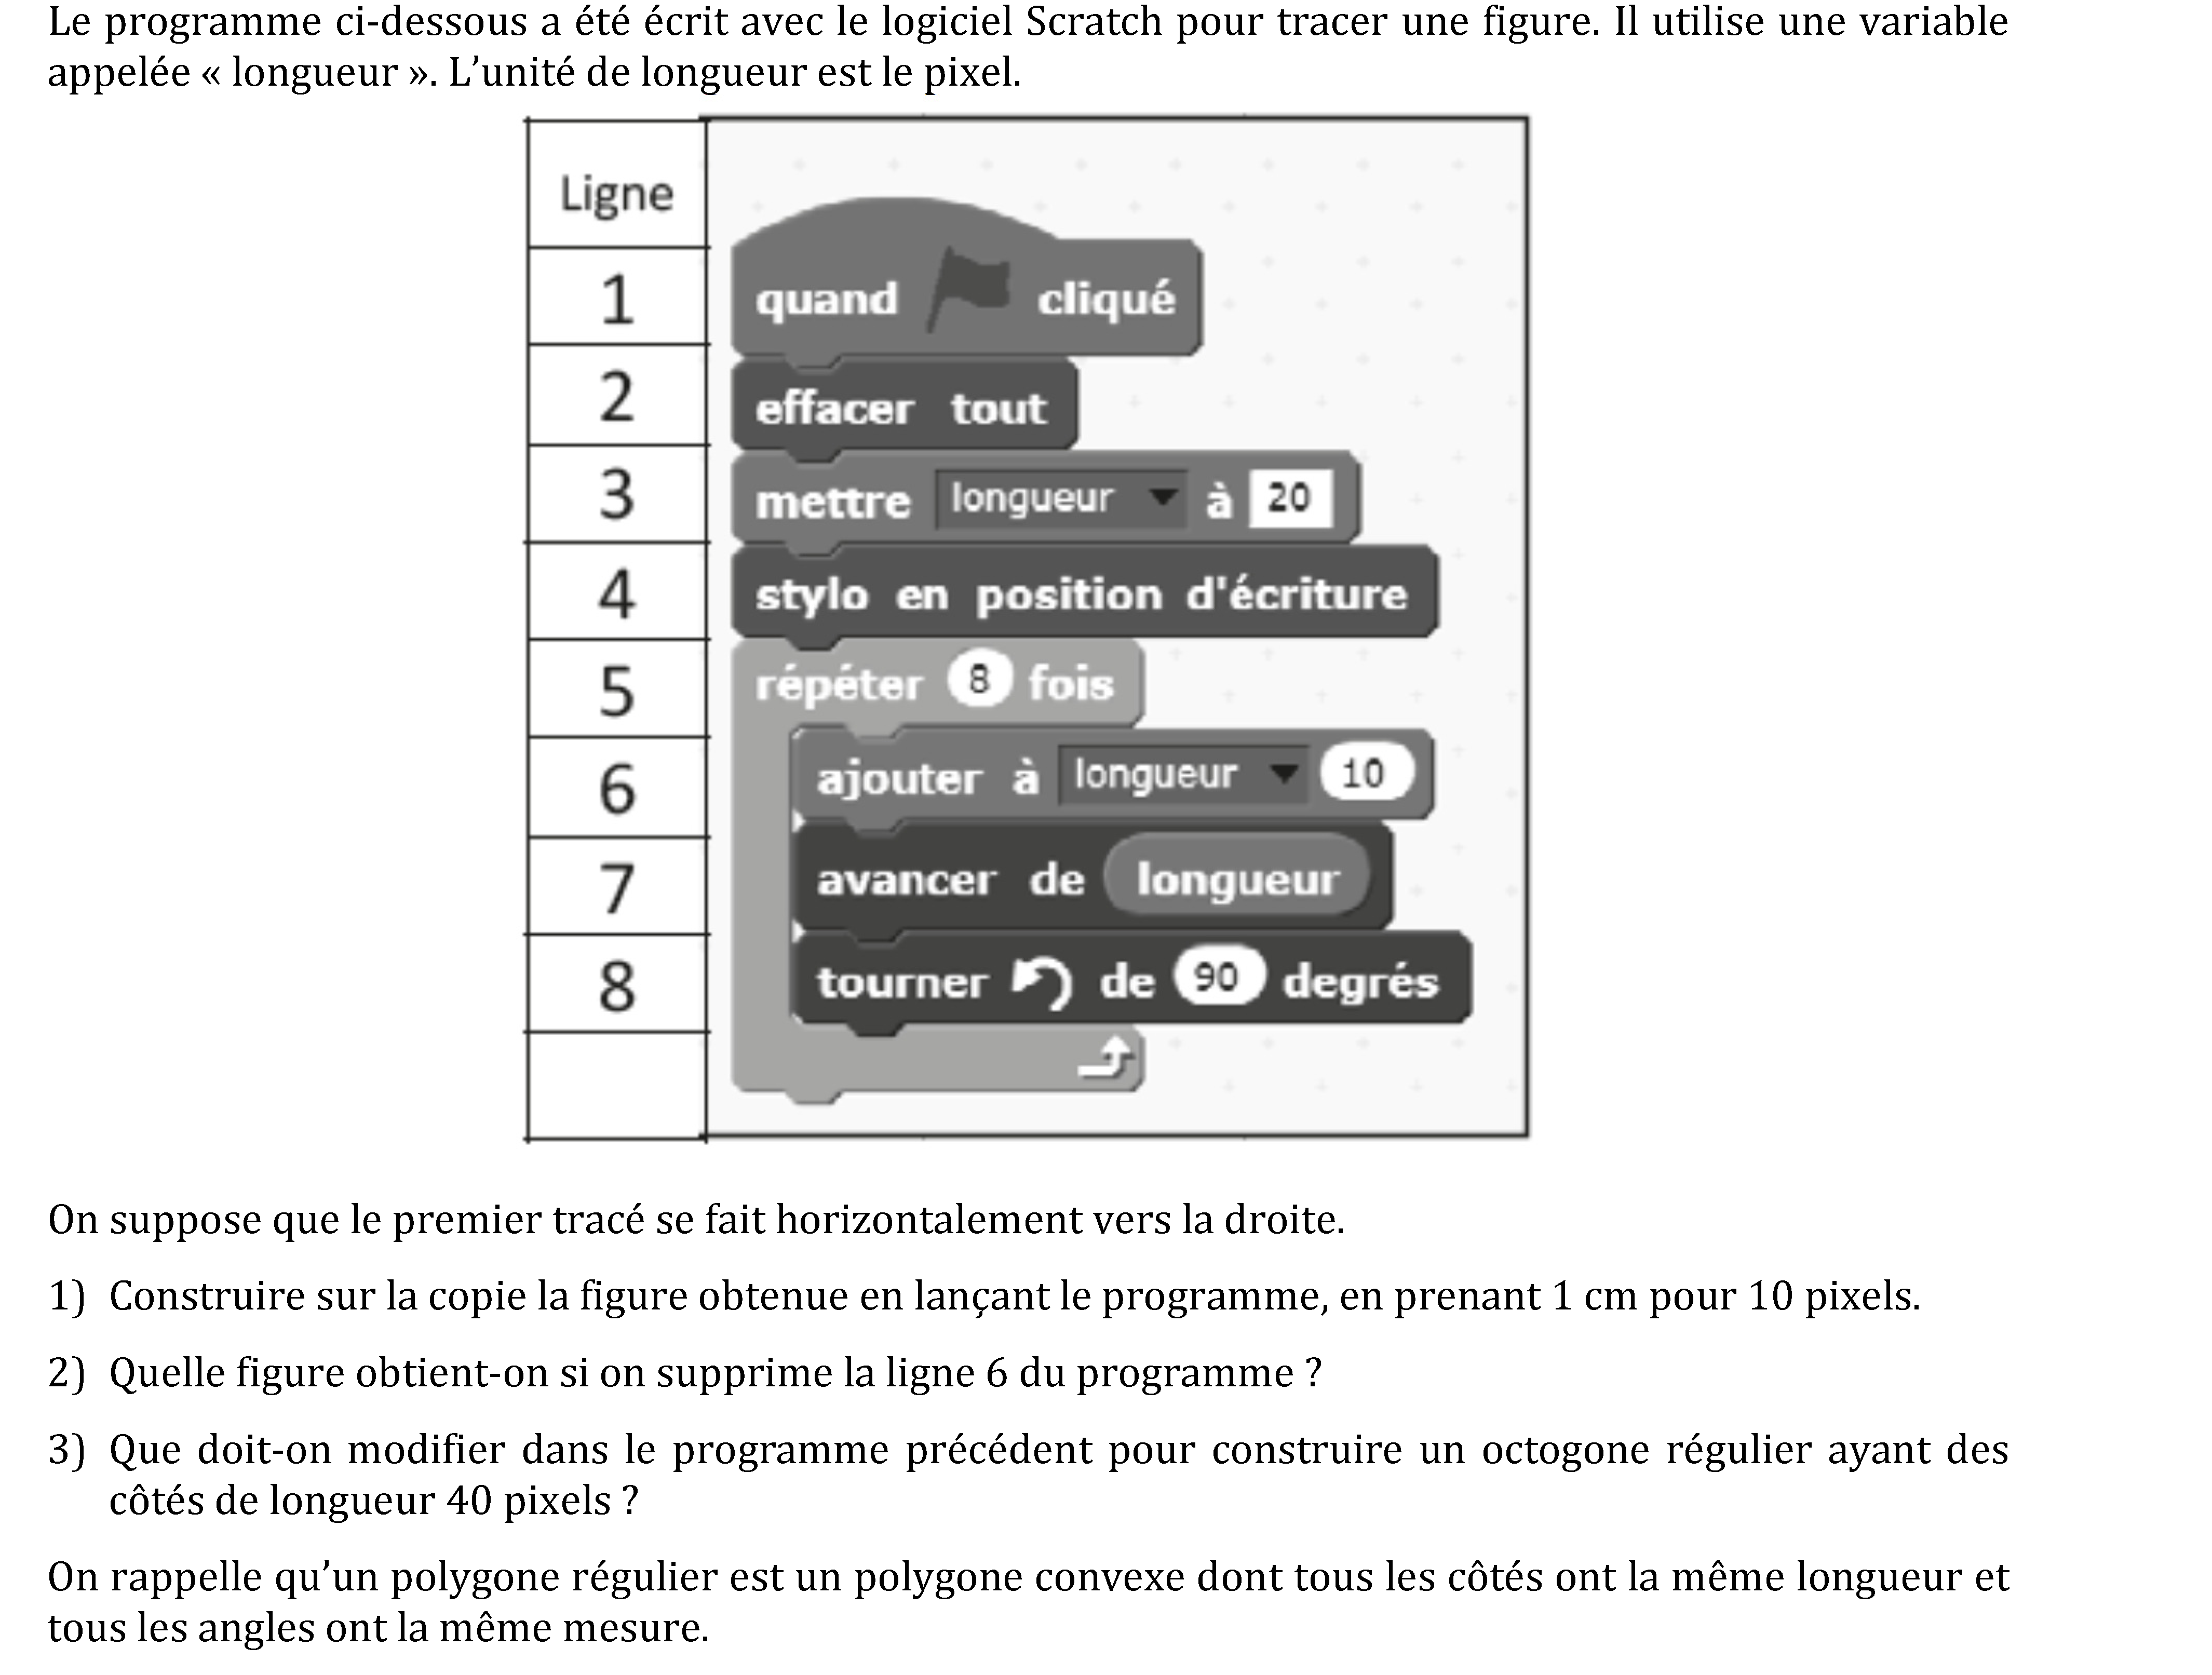 Le programme ci-dessous a été écrit avec le logiciel Scratch pour tracer une figure. Il utilise une variable
appelée « longueur ». L’unité de longueur est le pixel.
Ligne
1 quand cliqué
2 effacer tout
3 mettre longueur à 20
4 stylo en position d'écriture
5 répéter 8 fois
6 ajouter à longueur 10
7 avancer de longueur
8 tourner de 90 degrés
On suppose que le premier tracé se fait horizontalement vers la droite.
1) Construire sur la copie la figure obtenue en lançant le programme, en prenant 1 cm pour 10 pixels.
2) Quelle figure obtient-on si on supprime la ligne 6 du programme ?
3) Que doit-on modifier dans le programme précédent pour construire un octogone régulier ayant des
côtés de longueur 40 pixels ?
On rappelle qu’un polygone régulier est un polygone convexe dont tous les côtés ont la même longueur et
tous les angles ont la même mesure.